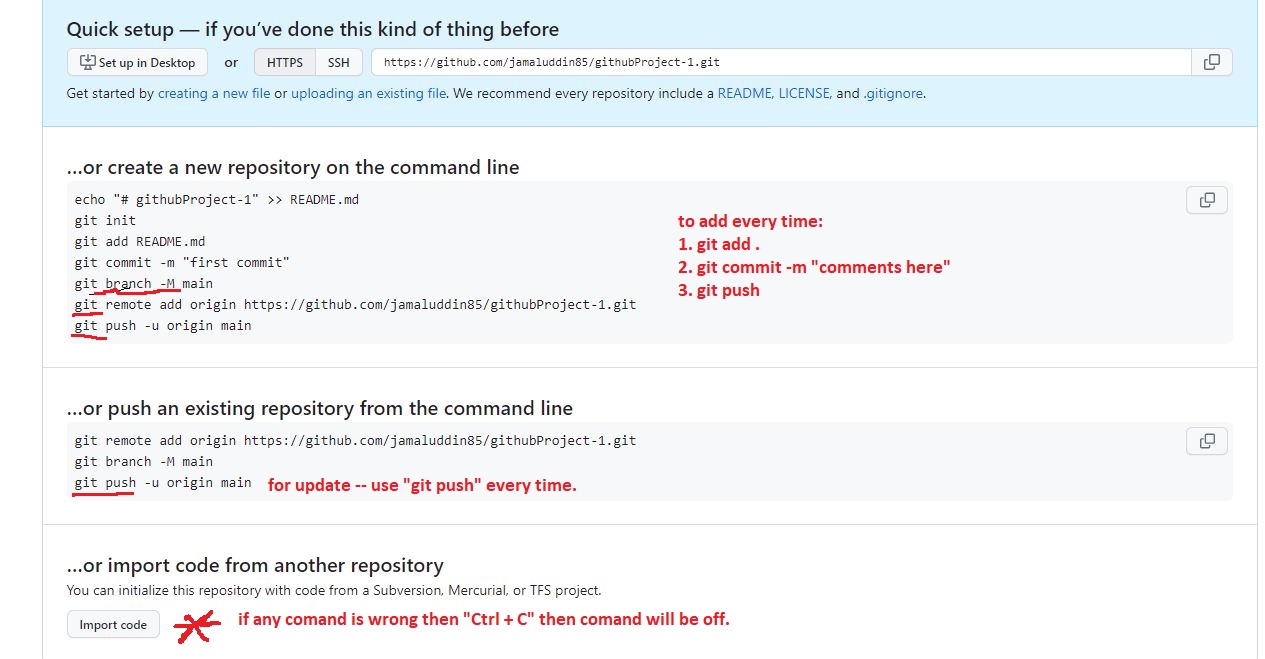 Quick setup — if you’ve done this kind of thing before
Set up in Desktop or HTTPS SSH https://github.com/jamaluddin85/githubProject-1.git
Get started by creating a new file or uploading an existing file. We recommend every repository include a README, LICENSE, and .gitignore.
…or create a new repository on the command line
echo "# githubProject-1" >> README.md
git init
git add README.md
git commit -m "first commit"
git branch -M main
git remote add origin https://github.com/jamaluddin85/githubProject-1.git
git push -u origin main
to add every time:
1. git add .
2. git commit -m "comments here"
3. git push
…or push an existing repository from the command line
git remote add origin https://github.com/jamaluddin85/githubProject-1.git
git branch -M main
git push -u origin main for update -- use "git push" every time.
…or import code from another repository
You can initialize this repository with code from a Subversion, Mercurial, or TFS project.
Import code if any comand is wrong then "Ctrl + C" then comand will be off.